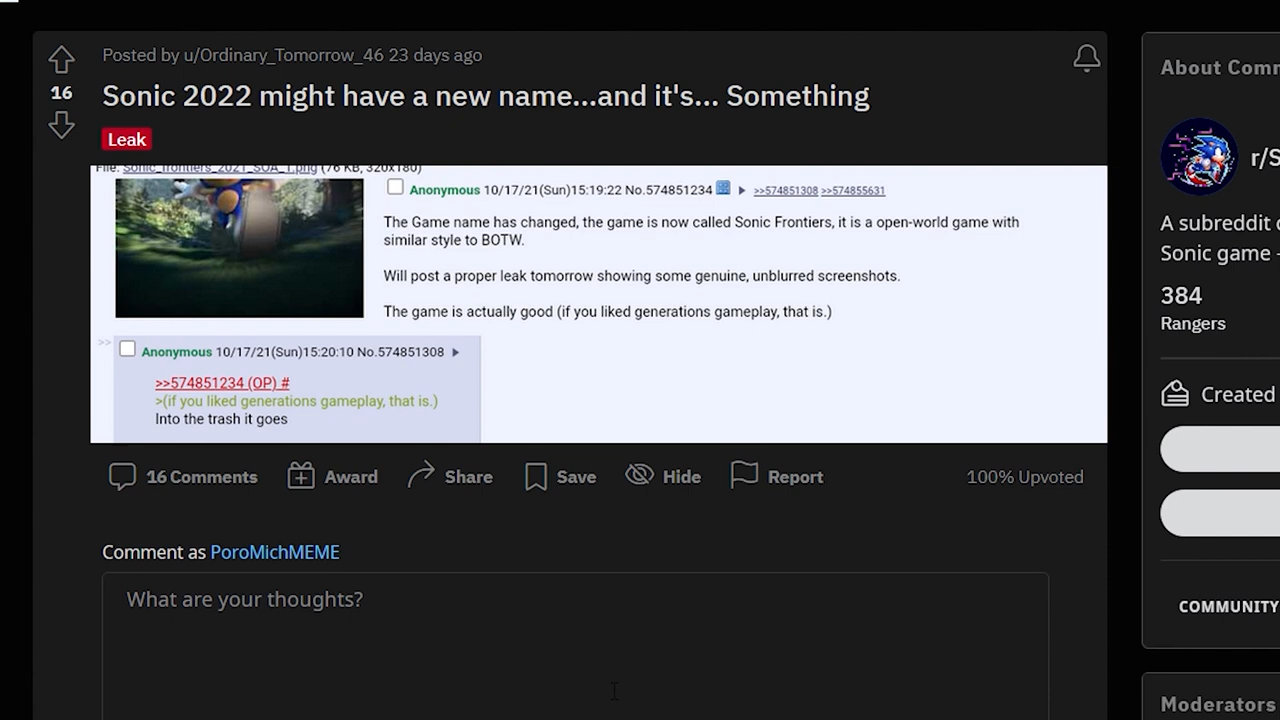 Posted by u/Ordinary_Tomorrow_46 23 days ago
16
Sonic 2022 might have a new name...and it's... Something
Leak
File: Sonic_frontiers_2021_SOA_1.png (76 KB, 320x180)
Anonymous 10/17/21(Sun)15:19:22 No.574851234 >>574851308 >>574855631
The Game name has changed, the game is now called Sonic Frontiers, it is a open-world game with
similar style to BOTW.
Will post a proper leak tomorrow showing some genuine, unblurred screenshots.
The game is actually good (if you liked generations gameplay, that is.)
>>
Anonymous 10/17/21(Sun)15:20:10 No.574851308
>>574851234 (OP) #
>(if you liked generations gameplay, that is.)
Into the trash it goes
16 Comments Award Share Save Hide Report 100% Upvoted
Comment as PoroMichMEME
What are your thoughts?
About Comm
r/S
A subreddit
Sonic game -
384
Rangers
Created
COMMUNITY
Moderators